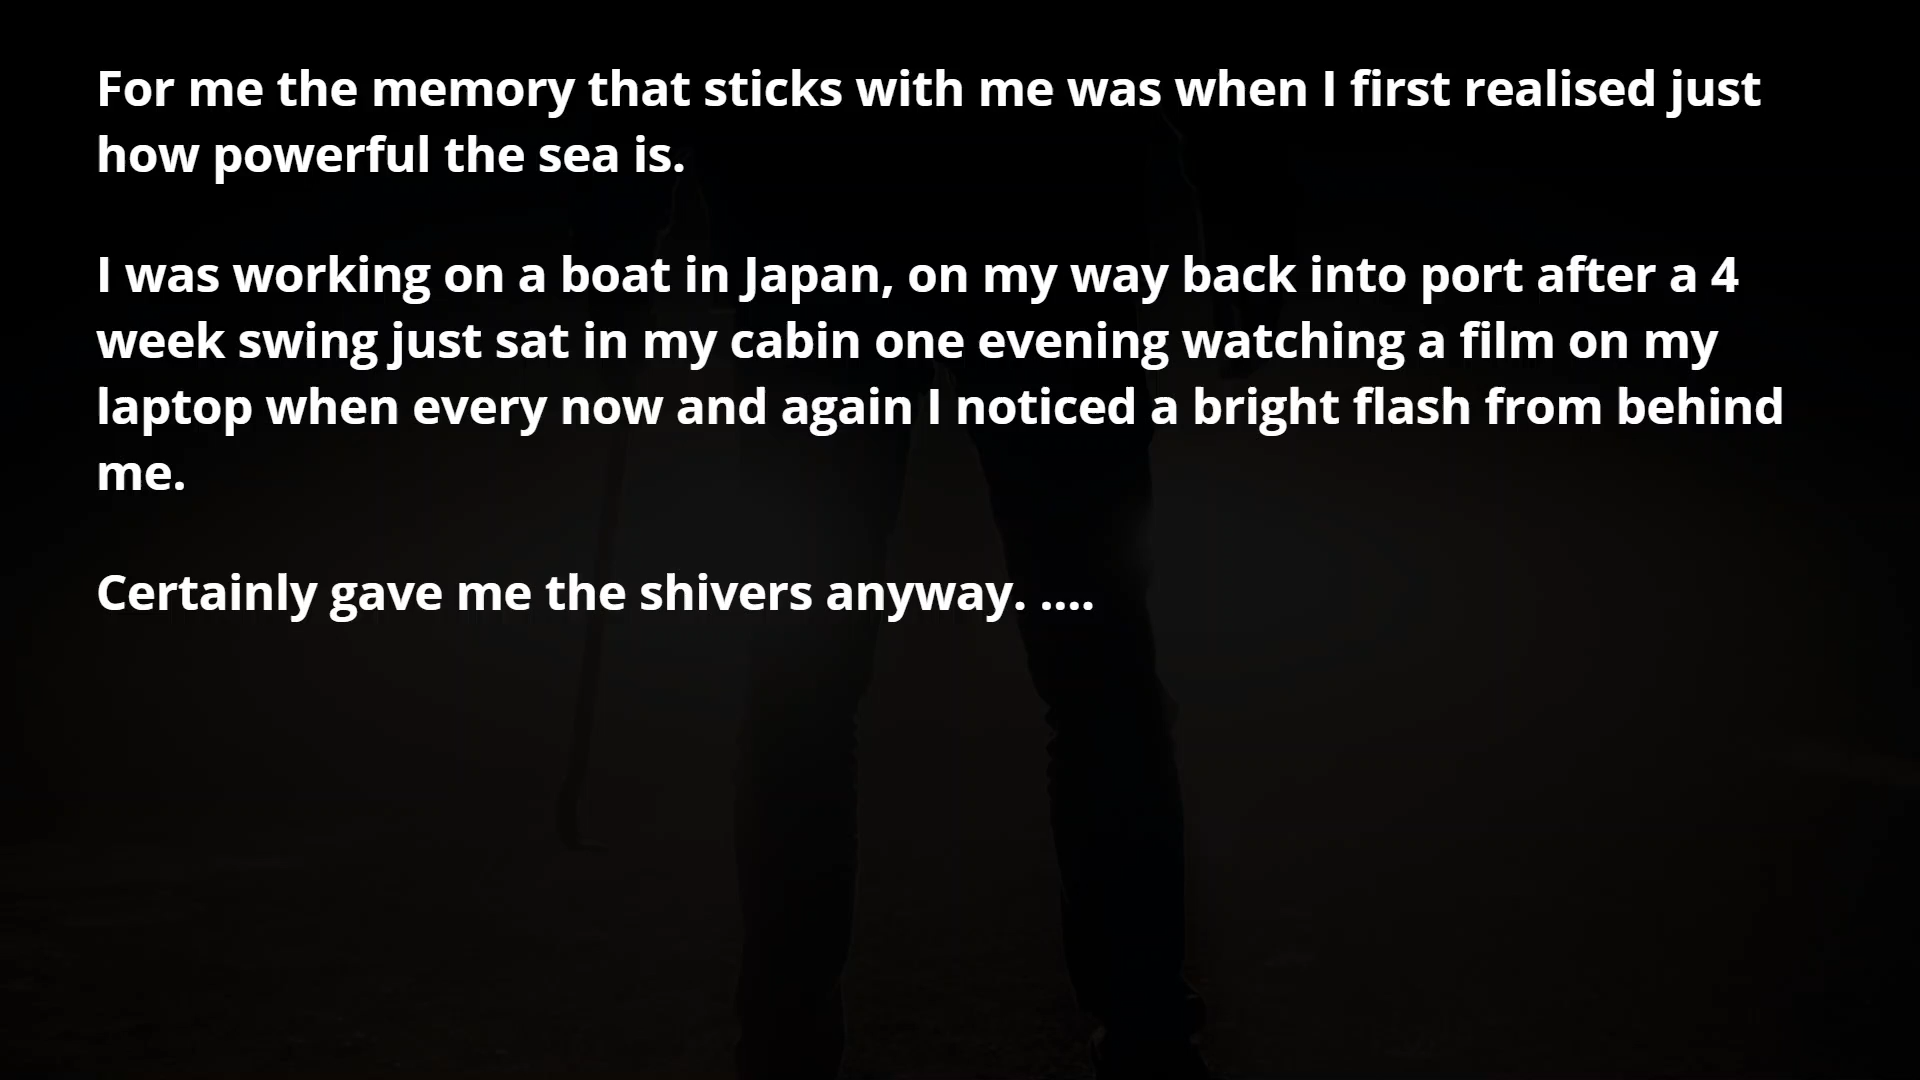 For me the memory that sticks with me was when I first realised just
how powerful the sea is.
I was working on a boat in Japan, on my way back into port after a 4
week swing just sat in my cabin one evening watching a film on my
laptop when every now and again I noticed a bright flash from behind
me.
Certainly gave me the shivers anyway. ....